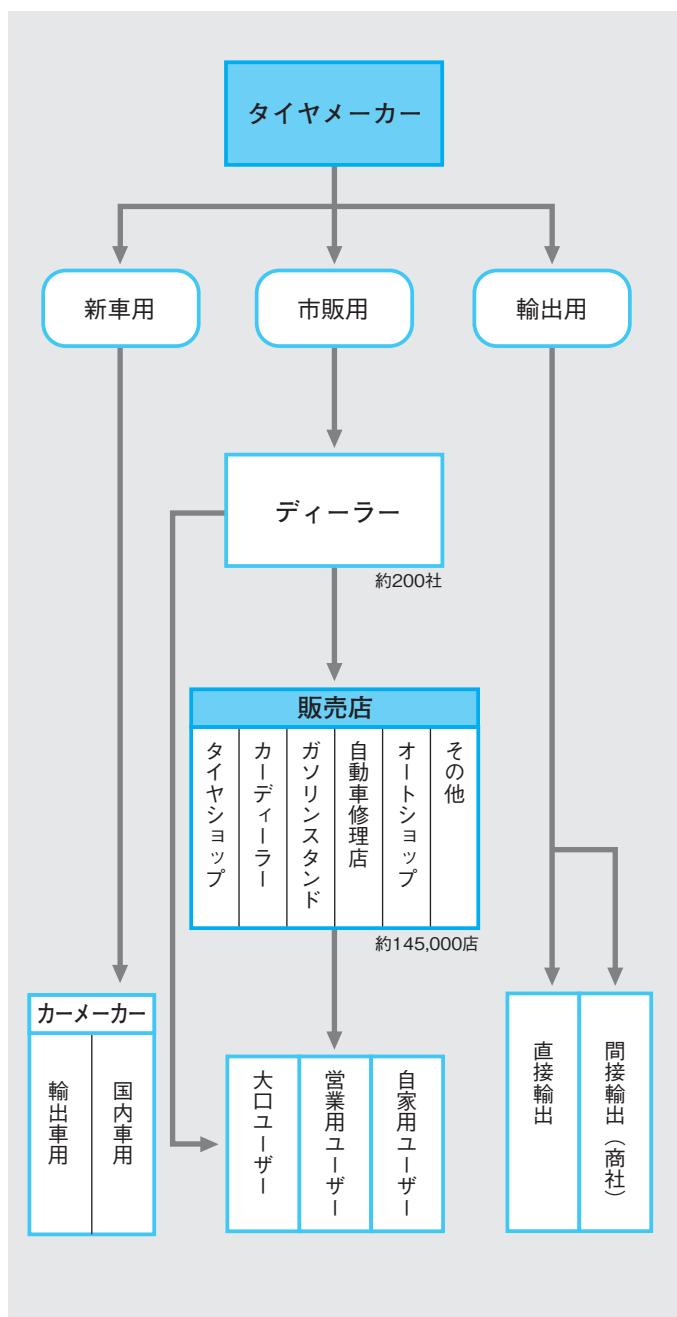 タイヤメーカー
新車用
市販用
輸出用
ディーラー
約200社
販売店
タイヤショップ
カーディーラー
ガソリンスタンド
自動車修理店
オートショップ
その他
約145,000店
カーメーカー
輸出車用
国内車用
大口ユーザー
営業用ユーザー
自家用ユーザー
直接輸出
間接輸出（商社）